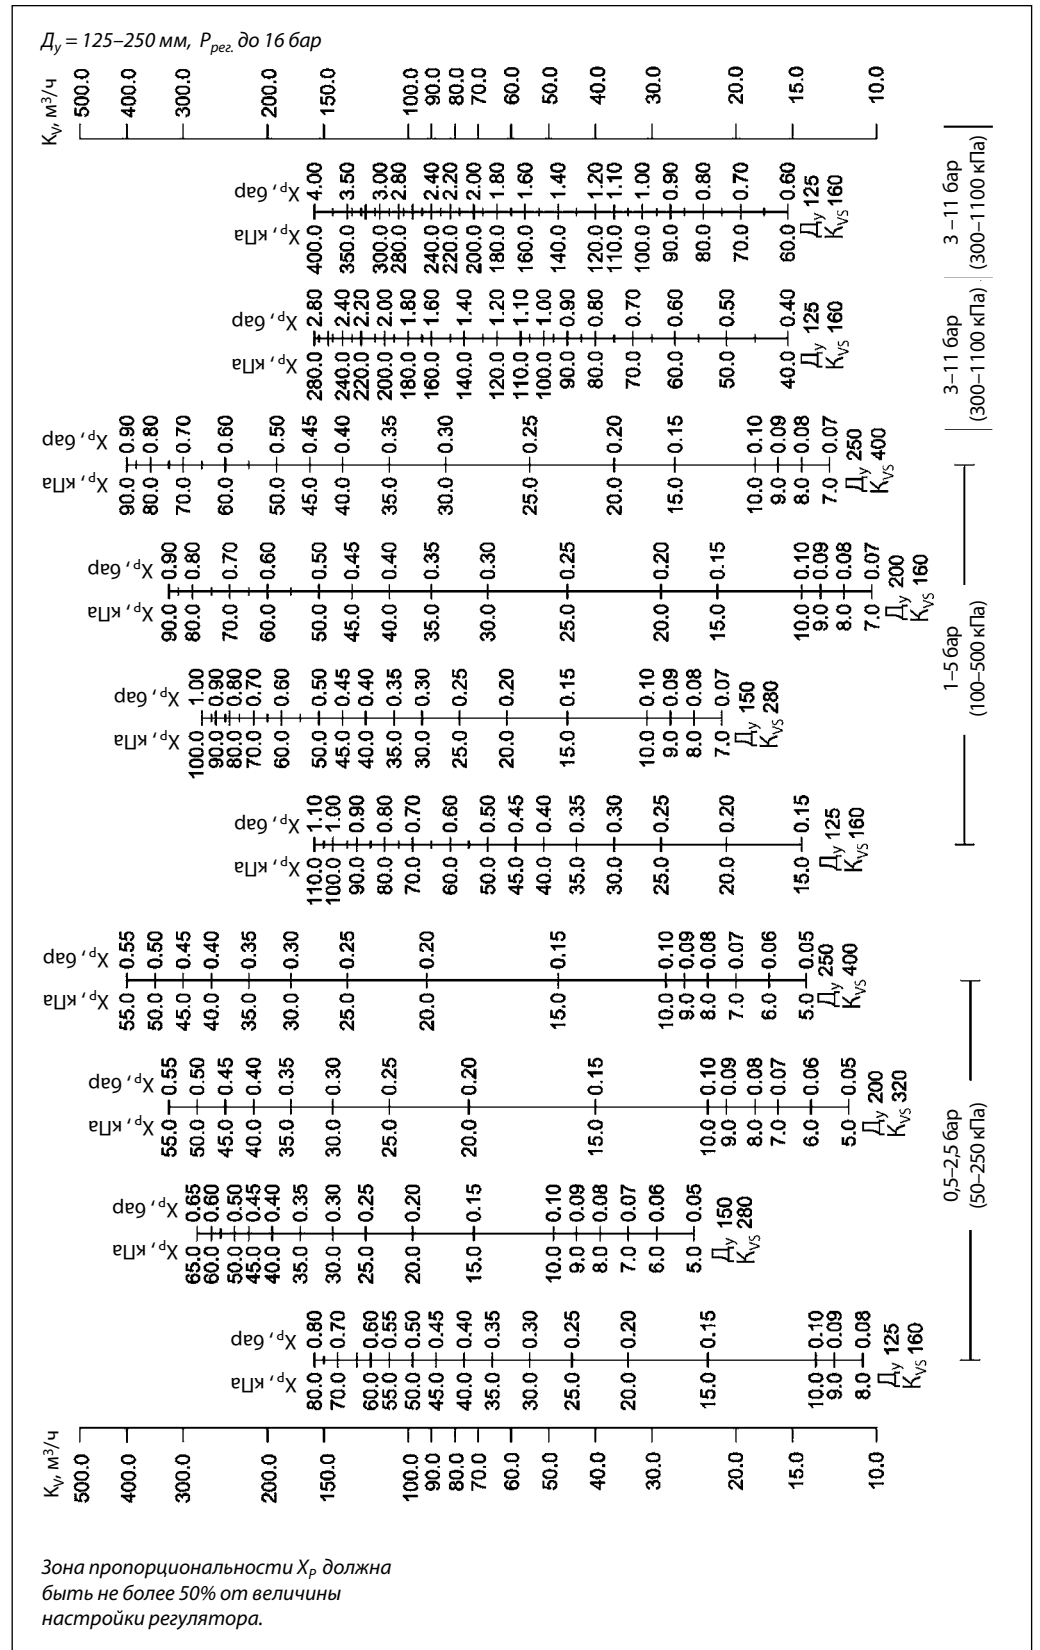 Ду = 125–250 мм, Pрег. до 16 бар
Kv, м³/ч
500.0 400.0 300.0 200.0 150.0 100.0 90.0 80.0 70.0 60.0 50.0 40.0 30.0 20.0 15.0 10.0
Xp, бар
4.00 3.50 3.00 2.80 2.40 2.20 2.00 1.80 1.60 1.40 1.20 1.10 1.00 0.90 0.80 0.70 0.60
Xp, кПа
400.0 350.0 300.0 280.0 240.0 220.0 200.0 180.0 160.0 140.0 120.0 110.0 100.0 90.0 80.0 70.0 60.0
Ду 125
Kvs 160
3–11 бар
(300–1100 кПа)
Xp, бар
2.80 2.40 2.20 2.00 1.80 1.60 1.40 1.20 1.10 1.00 0.90 0.80 0.70 0.60 0.50 0.40
Xp, кПа
280.0 240.0 220.0 200.0 180.0 160.0 140.0 120.0 110.0 100.0 90.0 80.0 70.0 60.0 50.0 40.0
Ду 125
Kvs 160
3–11 бар
(300–1100 кПа)
Xp, бар
0.90 0.80 0.70 0.60 0.50 0.45 0.40 0.35 0.30 0.25 0.20 0.15 0.10 0.09 0.08 0.07
Xp, кПа
90.0 80.0 70.0 60.0 50.0 45.0 40.0 35.0 30.0 25.0 20.0 15.0 10.0 9.0 8.0 7.0
Ду 250
Kvs 400
Xp, бар
0.90 0.80 0.70 0.60 0.50 0.45 0.40 0.35 0.30 0.25 0.20 0.15 0.10 0.09 0.08 0.07
Xp, кПа
90.0 80.0 70.0 60.0 50.0 45.0 40.0 35.0 30.0 25.0 20.0 15.0 10.0 9.0 8.0 7.0
Ду 200
Kvs 160
1–5 бар
(100–500 кПа)
Xp, бар
1.00 0.90 0.80 0.70 0.60 0.50 0.45 0.40 0.35 0.30 0.25 0.20 0.15 0.10 0.09 0.08 0.07
Xp, кПа
100.0 90.0 80.0 70.0 60.0 50.0 45.0 40.0 35.0 30.0 25.0 20.0 15.0 10.0 9.0 8.0 7.0
Ду 150
Kvs 280
Xp, бар
1.10 1.00 0.90 0.80 0.70 0.60 0.50 0.45 0.40 0.35 0.30 0.25 0.20 0.15
Xp, кПа
110.0 100.0 90.0 80.0 70.0 60.0 50.0 45.0 40.0 35.0 30.0 25.0 20.0 15.0
Ду 125
Kvs 160
Xp, бар
0.55 0.50 0.45 0.40 0.35 0.30 0.25 0.20 0.15 0.10 0.09 0.08 0.07 0.06 0.05
Xp, кПа
55.0 50.0 45.0 40.0 35.0 30.0 25.0 20.0 15.0 10.0 9.0 8.0 7.0 6.0 5.0
Ду 250
Kvs 400
Xp, бар
0.55 0.50 0.45 0.40 0.35 0.30 0.25 0.20 0.15 0.10 0.09 0.08 0.07 0.06 0.05
Xp, кПа
55.0 50.0 45.0 40.0 35.0 30.0 25.0 20.0 15.0 10.0 9.0 8.0 7.0 6.0 5.0
Ду 200
Kvs 320
0,5–2,5 бар
(50–250 кПа)
Xp, бар
0.65 0.60 0.50 0.45 0.40 0.35 0.30 0.25 0.20 0.15 0.10 0.09 0.08 0.07 0.06 0.05
Xp, кПа
65.0 60.0 50.0 45.0 40.0 35.0 30.0 25.0 20.0 15.0 10.0 9.0 8.0 7.0 6.0 5.0
Ду 150
Kvs 280
Xp, бар
0.80 0.70 0.60 0.55 0.50 0.45 0.40 0.35 0.30 0.25 0.20 0.15 0.10 0.09 0.08
Xp, кПа
80.0 70.0 60.0 55.0 50.0 45.0 40.0 35.0 30.0 25.0 20.0 15.0 10.0 9.0 8.0
Ду 125
Kvs 160
Kv, м³/ч
500.0 400.0 300.0 200.0 150.0 100.0 90.0 80.0 70.0 60.0 50.0 40.0 30.0 20.0 15.0 10.0
Зона пропорциональности Xp должна
быть не более 50% от величины
настройки регулятора.